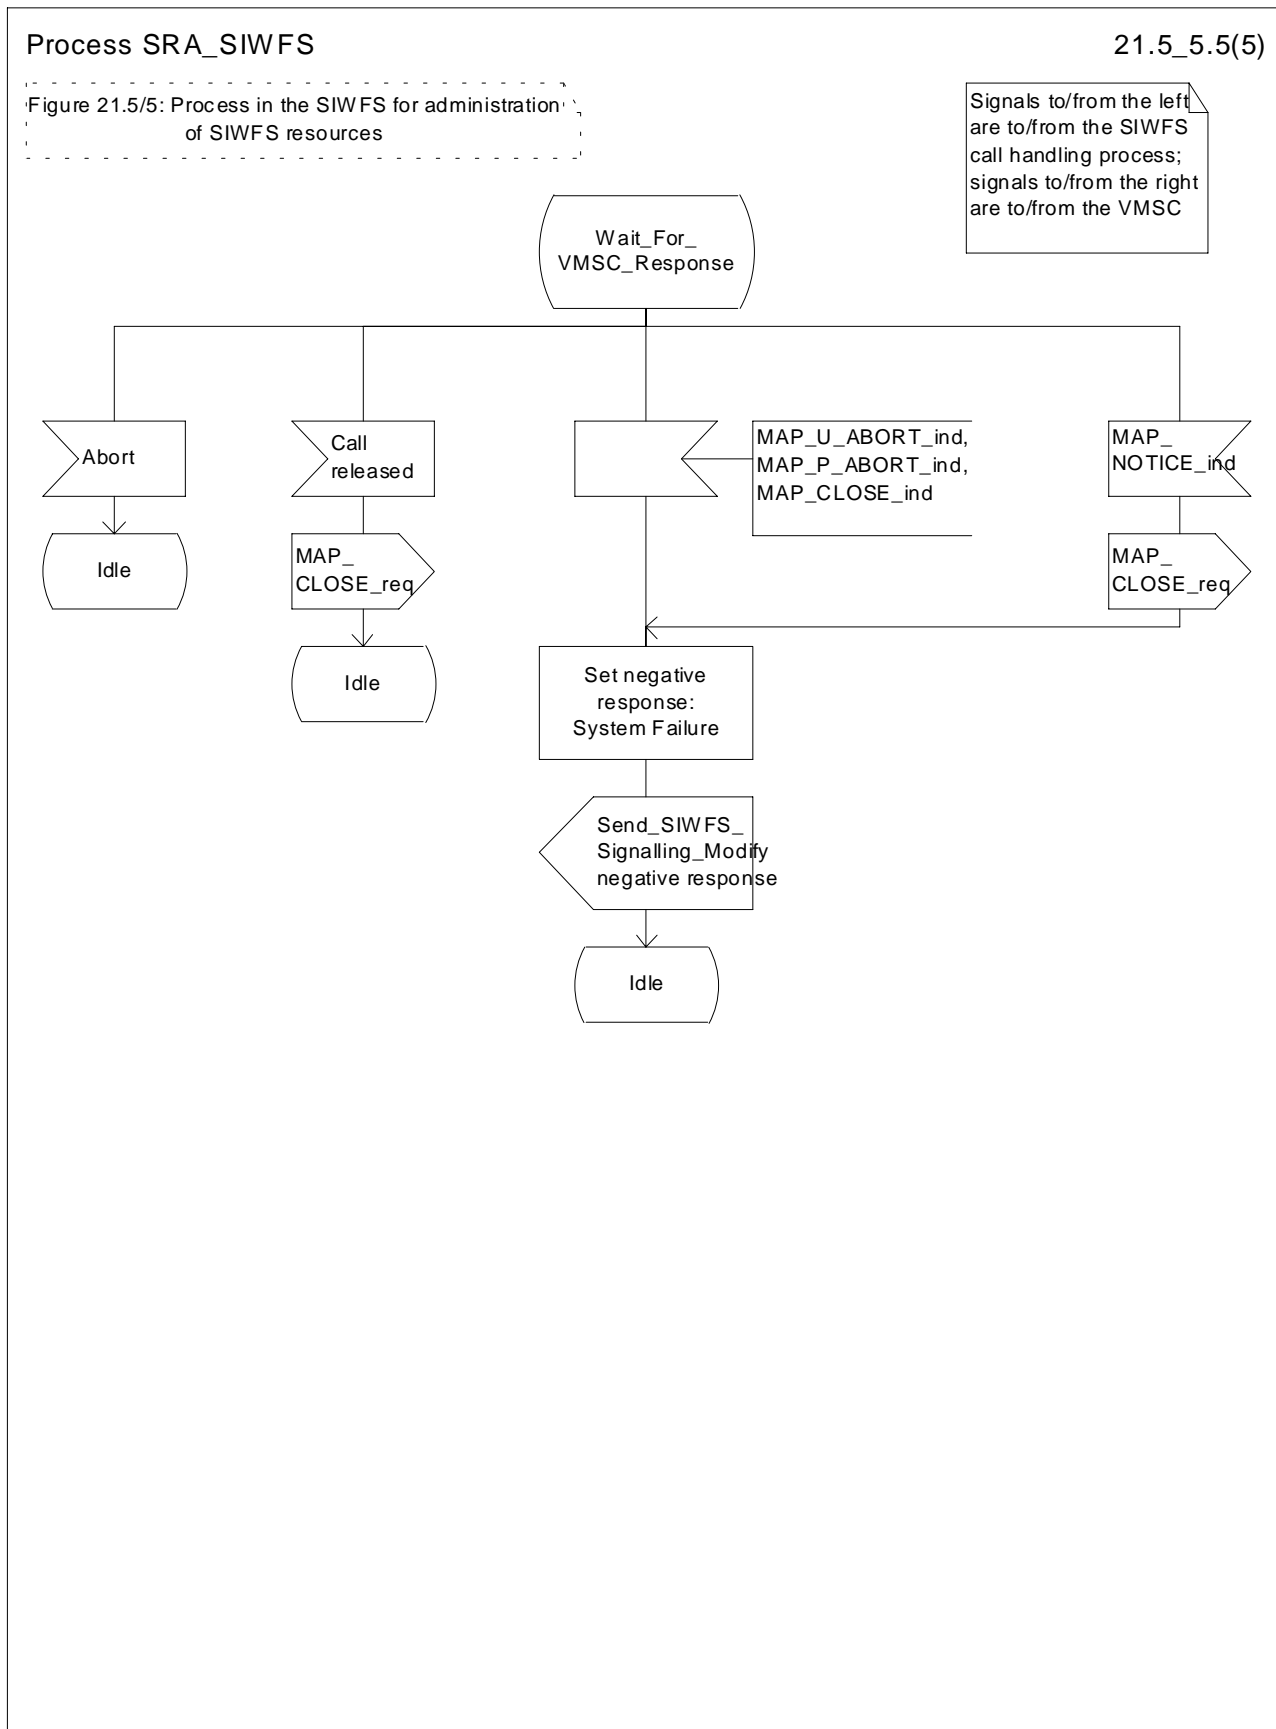 Process SRA_SIWFS
21.5_5.5(5)
Figure 21.5/5: Process in the SIWFS for administration
of SIWFS resources
Signals to/from the left
are to/from the SIWFS
call handling process;
signals to/from the right
are to/from the VMSC
Wait_For_
VMSC_Response
Abort
Call
released
MAP_U_ABORT_ind,
MAP_P_ABORT_ind,
MAP_CLOSE_ind
MAP_
NOTICE_ind
Idle
MAP_
CLOSE_req
MAP_
CLOSE_req
Idle
Set negative
response:
System Failure
Send_SIWFS_
Signalling_Modify
negative response
Idle